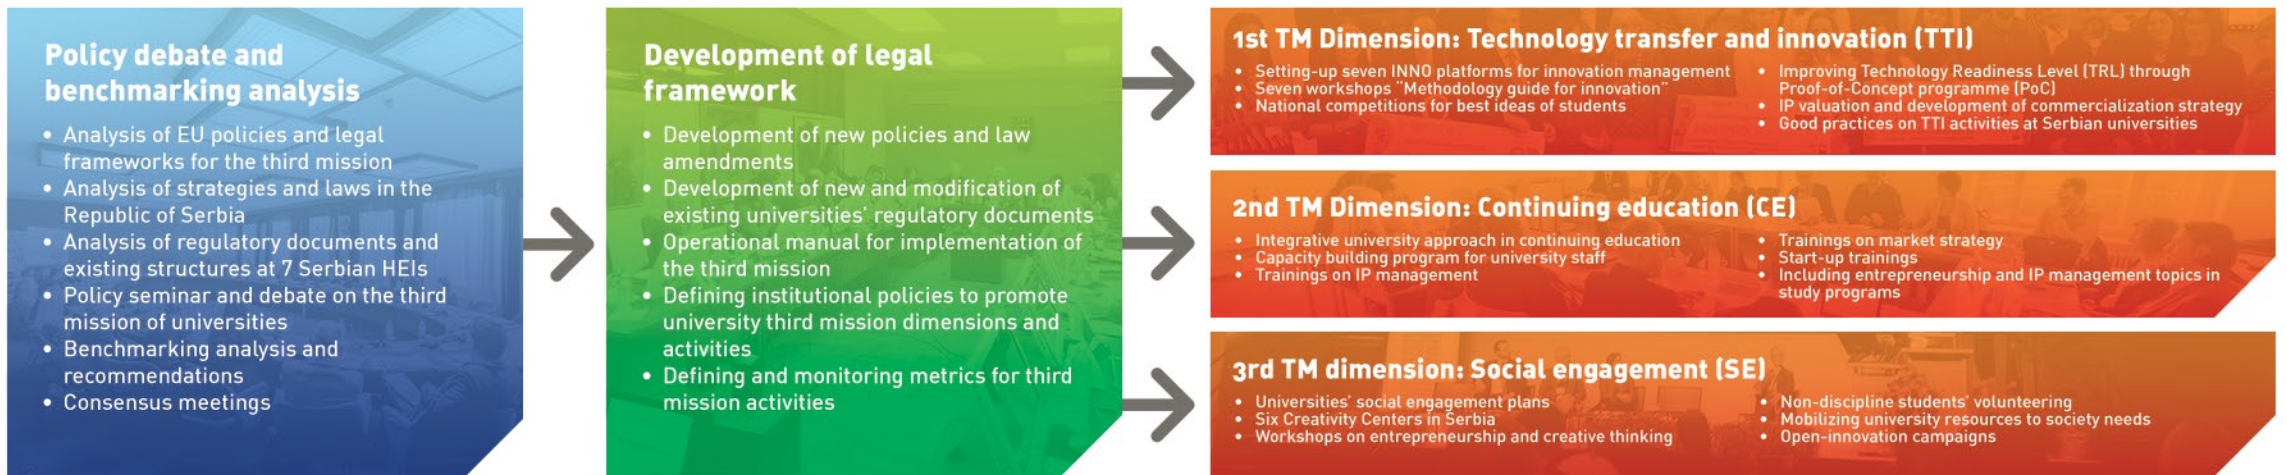 Policy debate and
benchmarking analysis
• Analysis of EU policies and legal
frameworks for the third mission
• Analysis of strategies and laws in the
Republic of Serbia
• Analysis of regulatory documents and
existing structures at 7 Serbian HEIs
• Policy seminar and debate on the third
mission of universities
• Benchmarking analysis and
recommendations
• Consensus meetings
Development of legal
framework
• Development of new policies and law
amendments
• Development of new and modification of
existing universities' regulatory documents
• Operational manual for implementation of
the third mission
• Defining institutional policies to promote
university third mission dimensions and
activities
• Defining and monitoring metrics for third
mission activities
1st TM Dimension: Technology transfer and innovation (TTI)
• Setting-up seven INNO platforms for innovation management
• Seven workshops "Methodology guide for innovation"
• National competitions for best ideas of students
• Improving Technology Readiness Level (TRL) through
Proof-of-Concept programme (PoC)
• IP valuation and development of commercialization strategy
• Good practices on TTI activities at Serbian universities
2nd TM Dimension: Continuing education (CE)
• Integrative university approach in continuing education
• Capacity building program for university staff
• Trainings on IP management
• Trainings on market strategy
• Start-up trainings
• Including entrepreneurship and IP management topics in
study programs
3rd TM dimension: Social engagement (SE)
• Universities' social engagement plans
• Six Creativity Centers in Serbia
• Workshops on entrepreneurship and creative thinking
• Non-discipline students' volunteering
• Mobilizing university resources to society needs
• Open-innovation campaigns